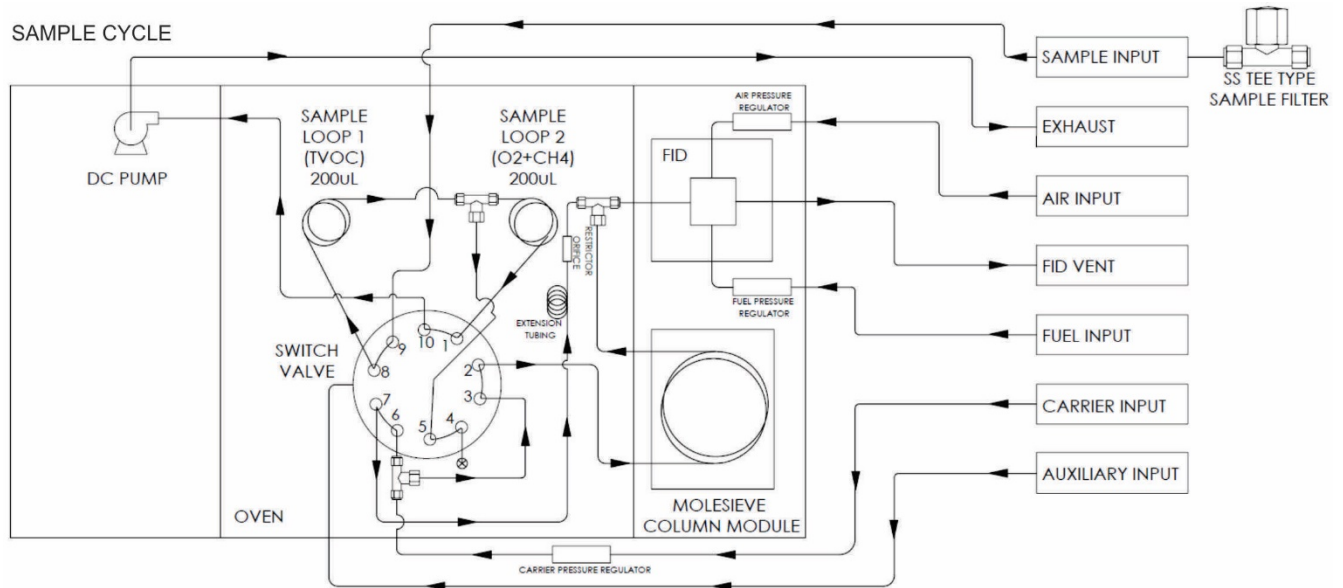 SAMPLE CYCLE
SAMPLE INPUT
SS TEE TYPE
SAMPLE FILTER
EXHAUST
AIR INPUT
FID VENT
FUEL INPUT
CARRIER INPUT
AUXILIARY INPUT
DC PUMP
SAMPLE
LOOP 1
(TVOC)
200uL
SAMPLE
LOOP 2
(O2+CH4)
200uL
AIR PRESSURE
REGULATOR
FID
FUEL PRESSURE
REGULATOR
RESTRICTOR
ORIFICE
EXTENSION
TUBING
SWITCH
VALVE
10
1
2
3
4
5
6
7
8
9
OVEN
MOLESIEVE
COLUMN MODULE
CARRIER PRESSURE REGULATOR